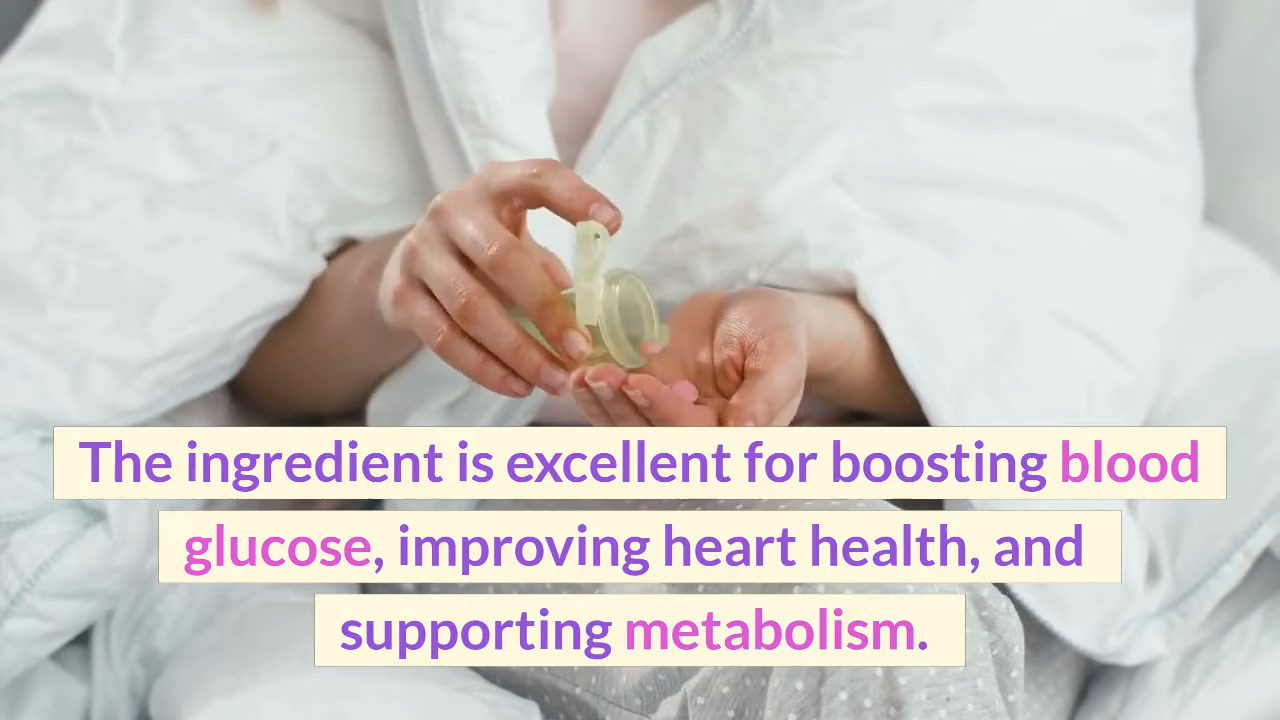 The ingredient is excellent for boosting blood
glucose, improving heart health, and
supporting metabolism.